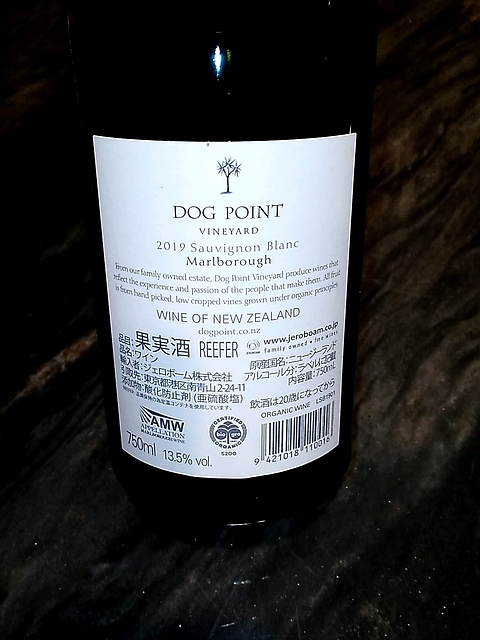 DOG POINT
VINEYARD
2019 Sauvignon Blanc
Marlborough
From our family owned estate, Dog Point Vineyard produce wines that
reflect the experience and passion of the people that make them. All fruit
is from hand picked, low cropped vines grown under organic principles
WINE OF NEW ZEALAND
dogpoint.co.nz
品目:果実酒 REEFER
www.jeroboam.co.jp
family owned • fine wines
品名:ワイン
原産国名:ニュージーランド
輸入者:ジェロボーム株式会社
アルコール分:ラベルに記載
引取先:東京都港区南青山2-24-11
内容量:750ml
添加物:酸化防止剤(亜硫酸塩)
飲酒は20歳になってから
ORGANIC WINE
AMW
APPELLATION
MARLBOROUGH WINE
CERTIFIED
ORGANIC
5200
750ml 13.5% vol.
9 421018 110016